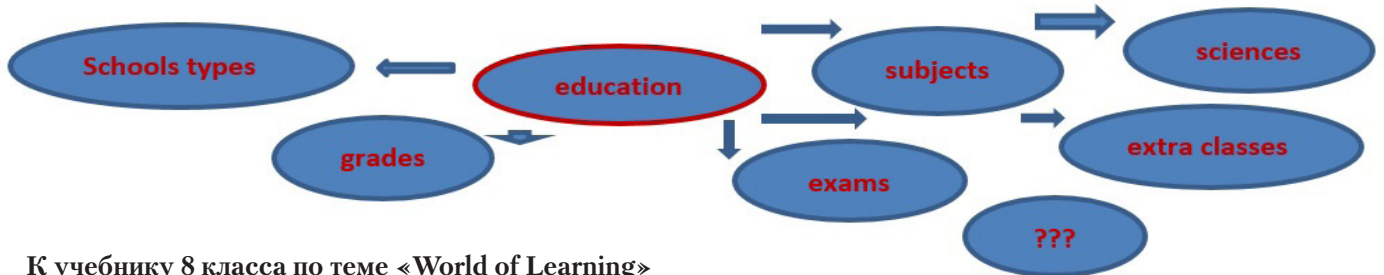 Schools types
education
subjects
sciences
grades
exams
extra classes
???
К учебнику 8 класса по теме «World of Learning»